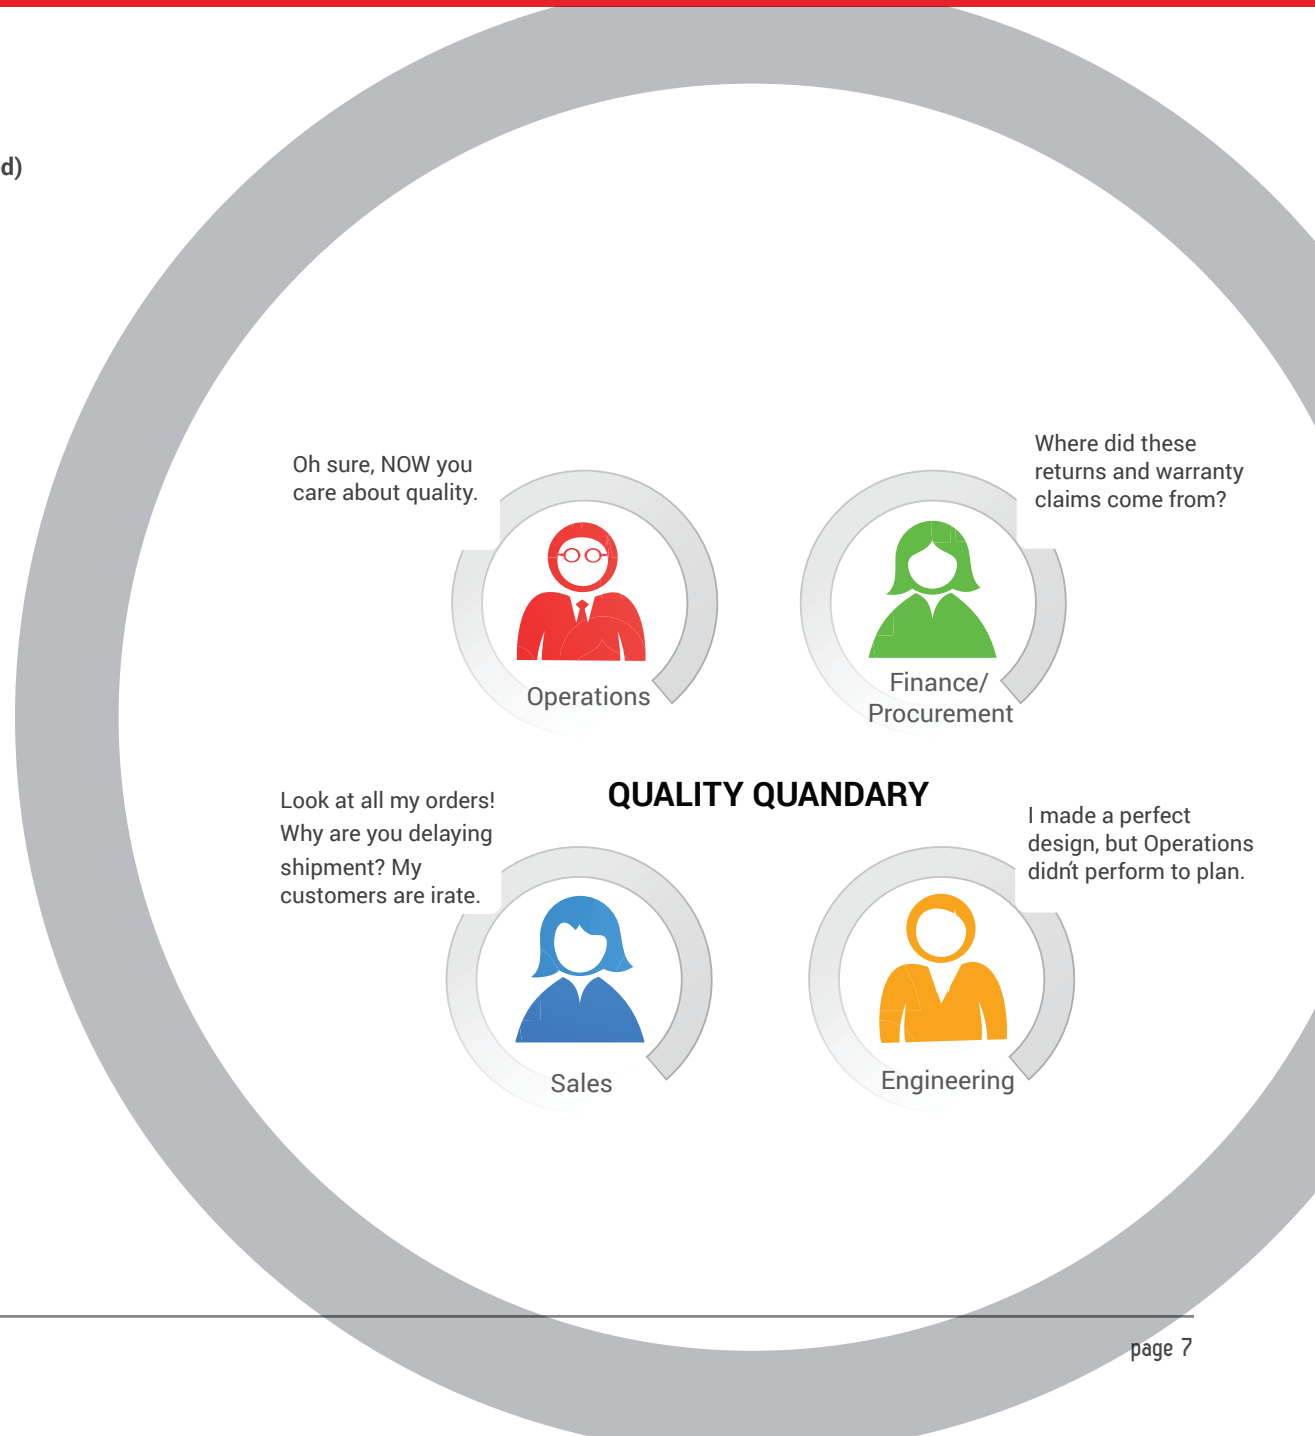 d)
Oh sure, NOW you
care about quality.
Where did these
returns and warranty
claims come from?
Operations
Finance/
Procurement
QUALITY QUANDARY
Look at all my orders!
Why are you delaying
shipment? My
customers are irate.
I made a perfect
design, but Operations
didn't perform to plan.
Sales
Engineering
page 7